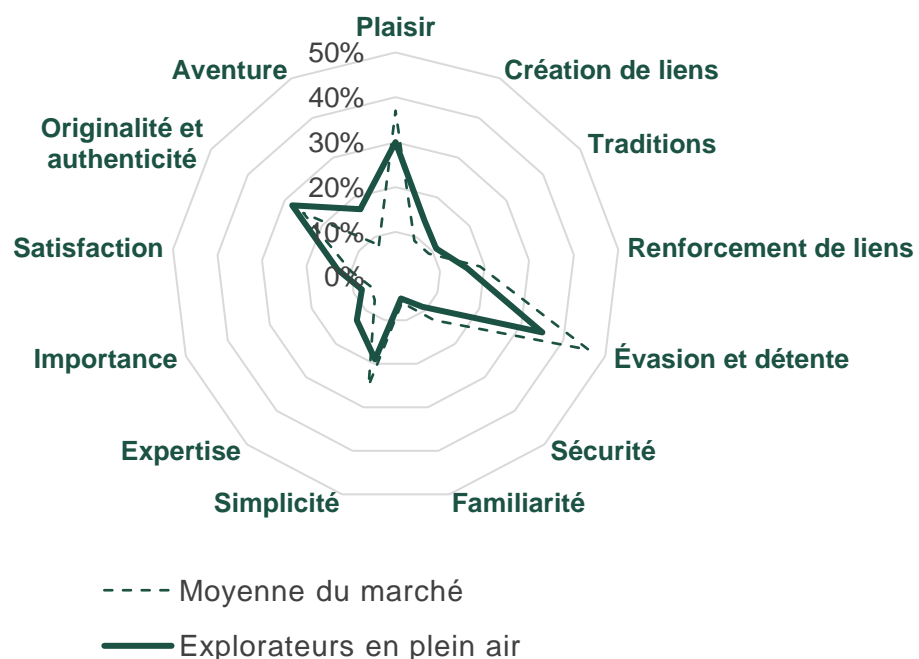 Plaisir
50%
Aventure
Création de liens
40%
Originalité et
authenticité
Traditions
30%
20%
10%
Satisfaction
Renforcement de liens
0%
Importance
Évasion et détente
Expertise
Sécurité
Simplicité
Familiarité
Moyenne du marché
Explorateurs en plein air